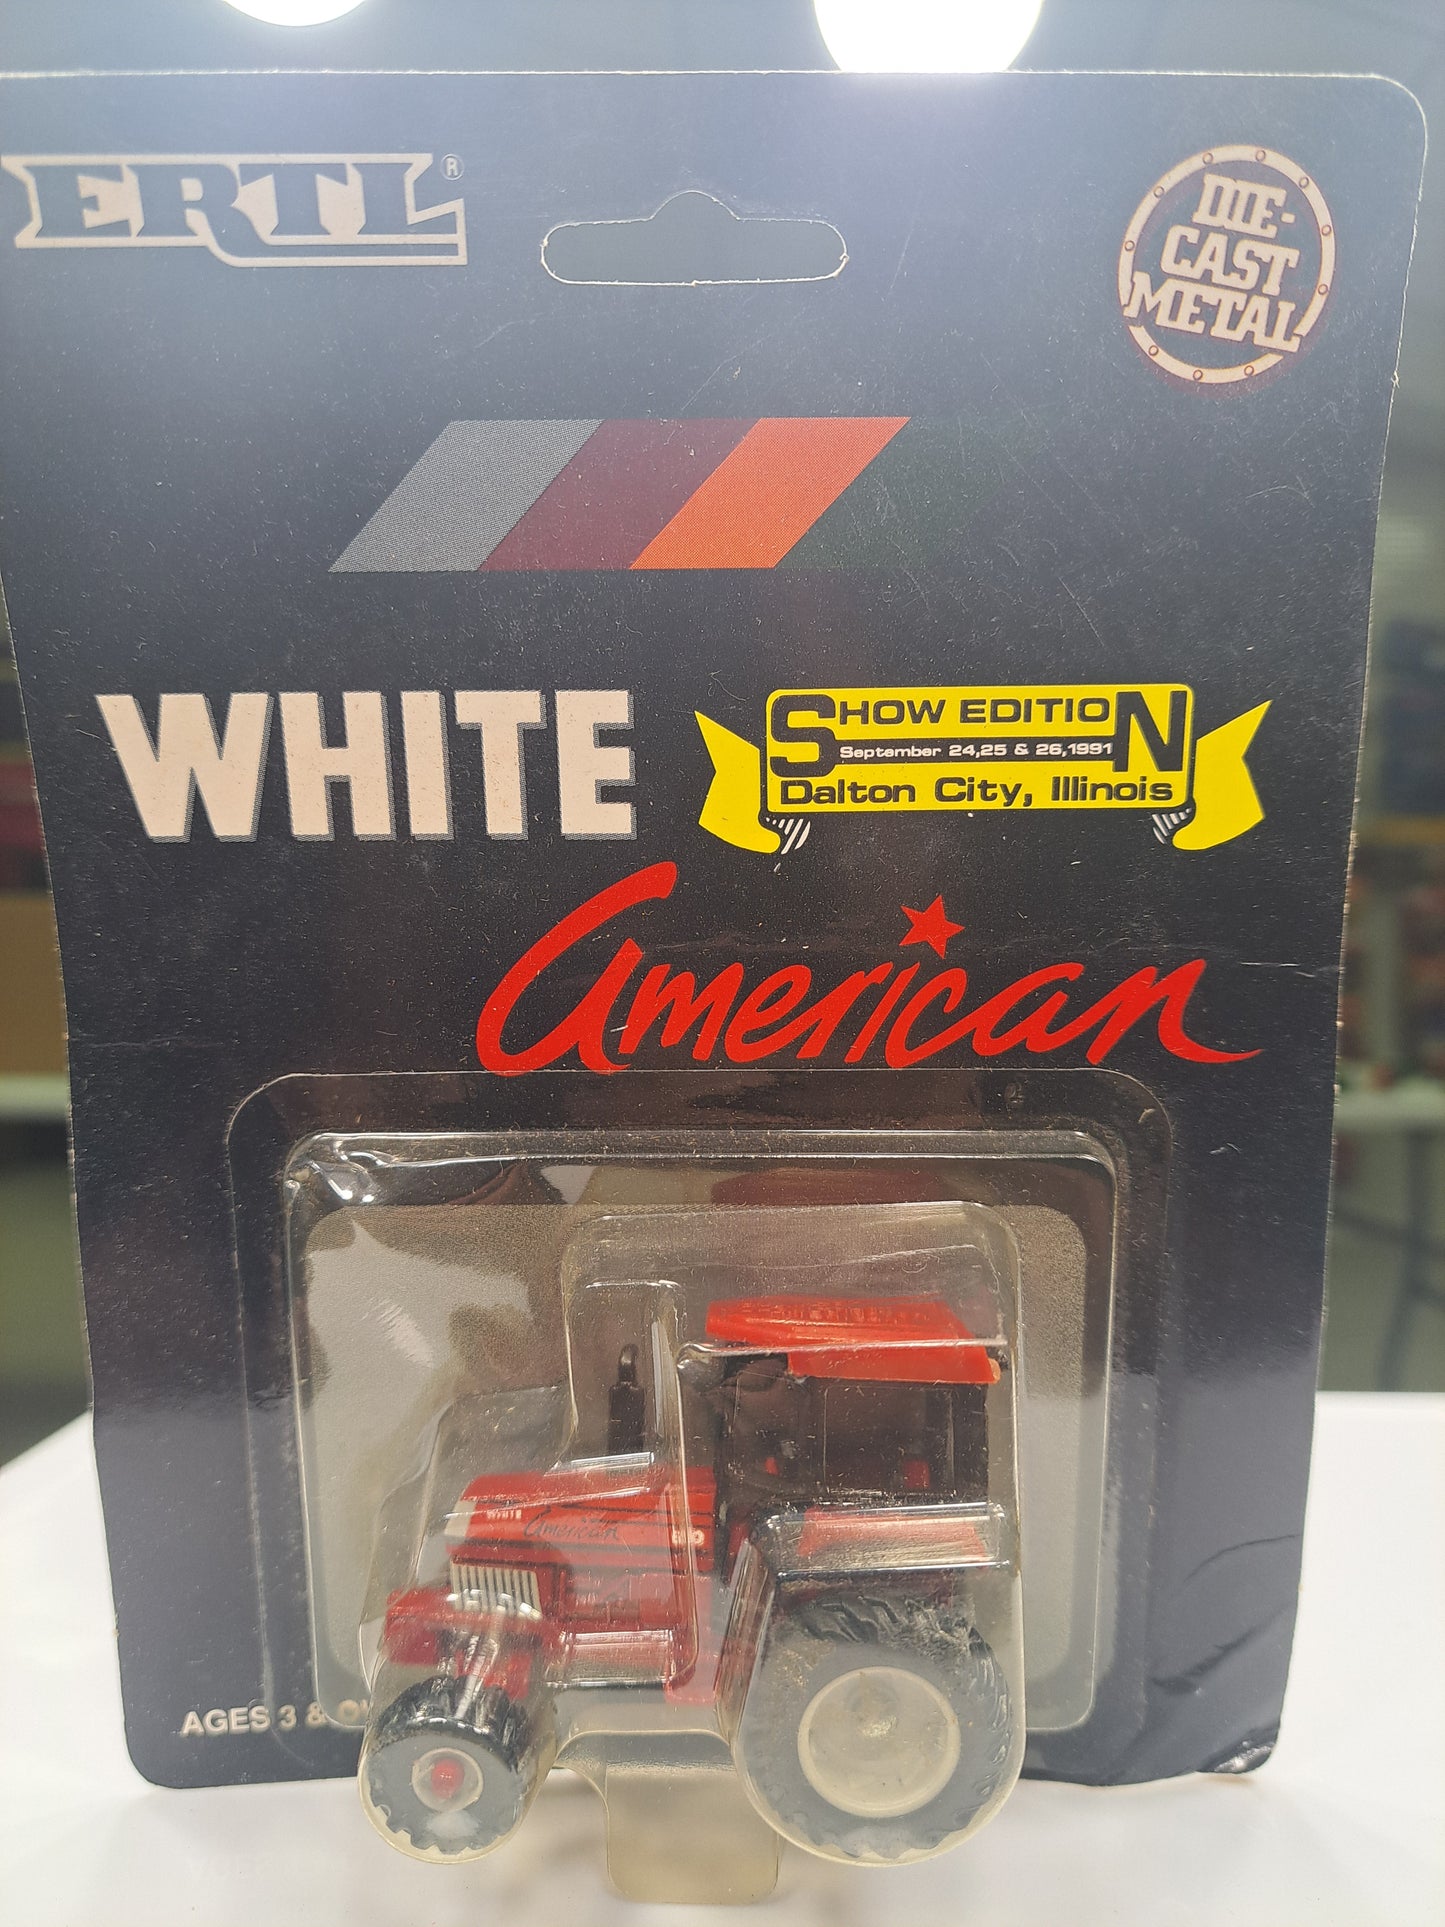 ERTL®
DIE-
CAST
METAL
WHITE
SHOW EDITION
September 24,25 & 26,1991
Dalton City, Illinois
American
WHITE American
AGES 3 &